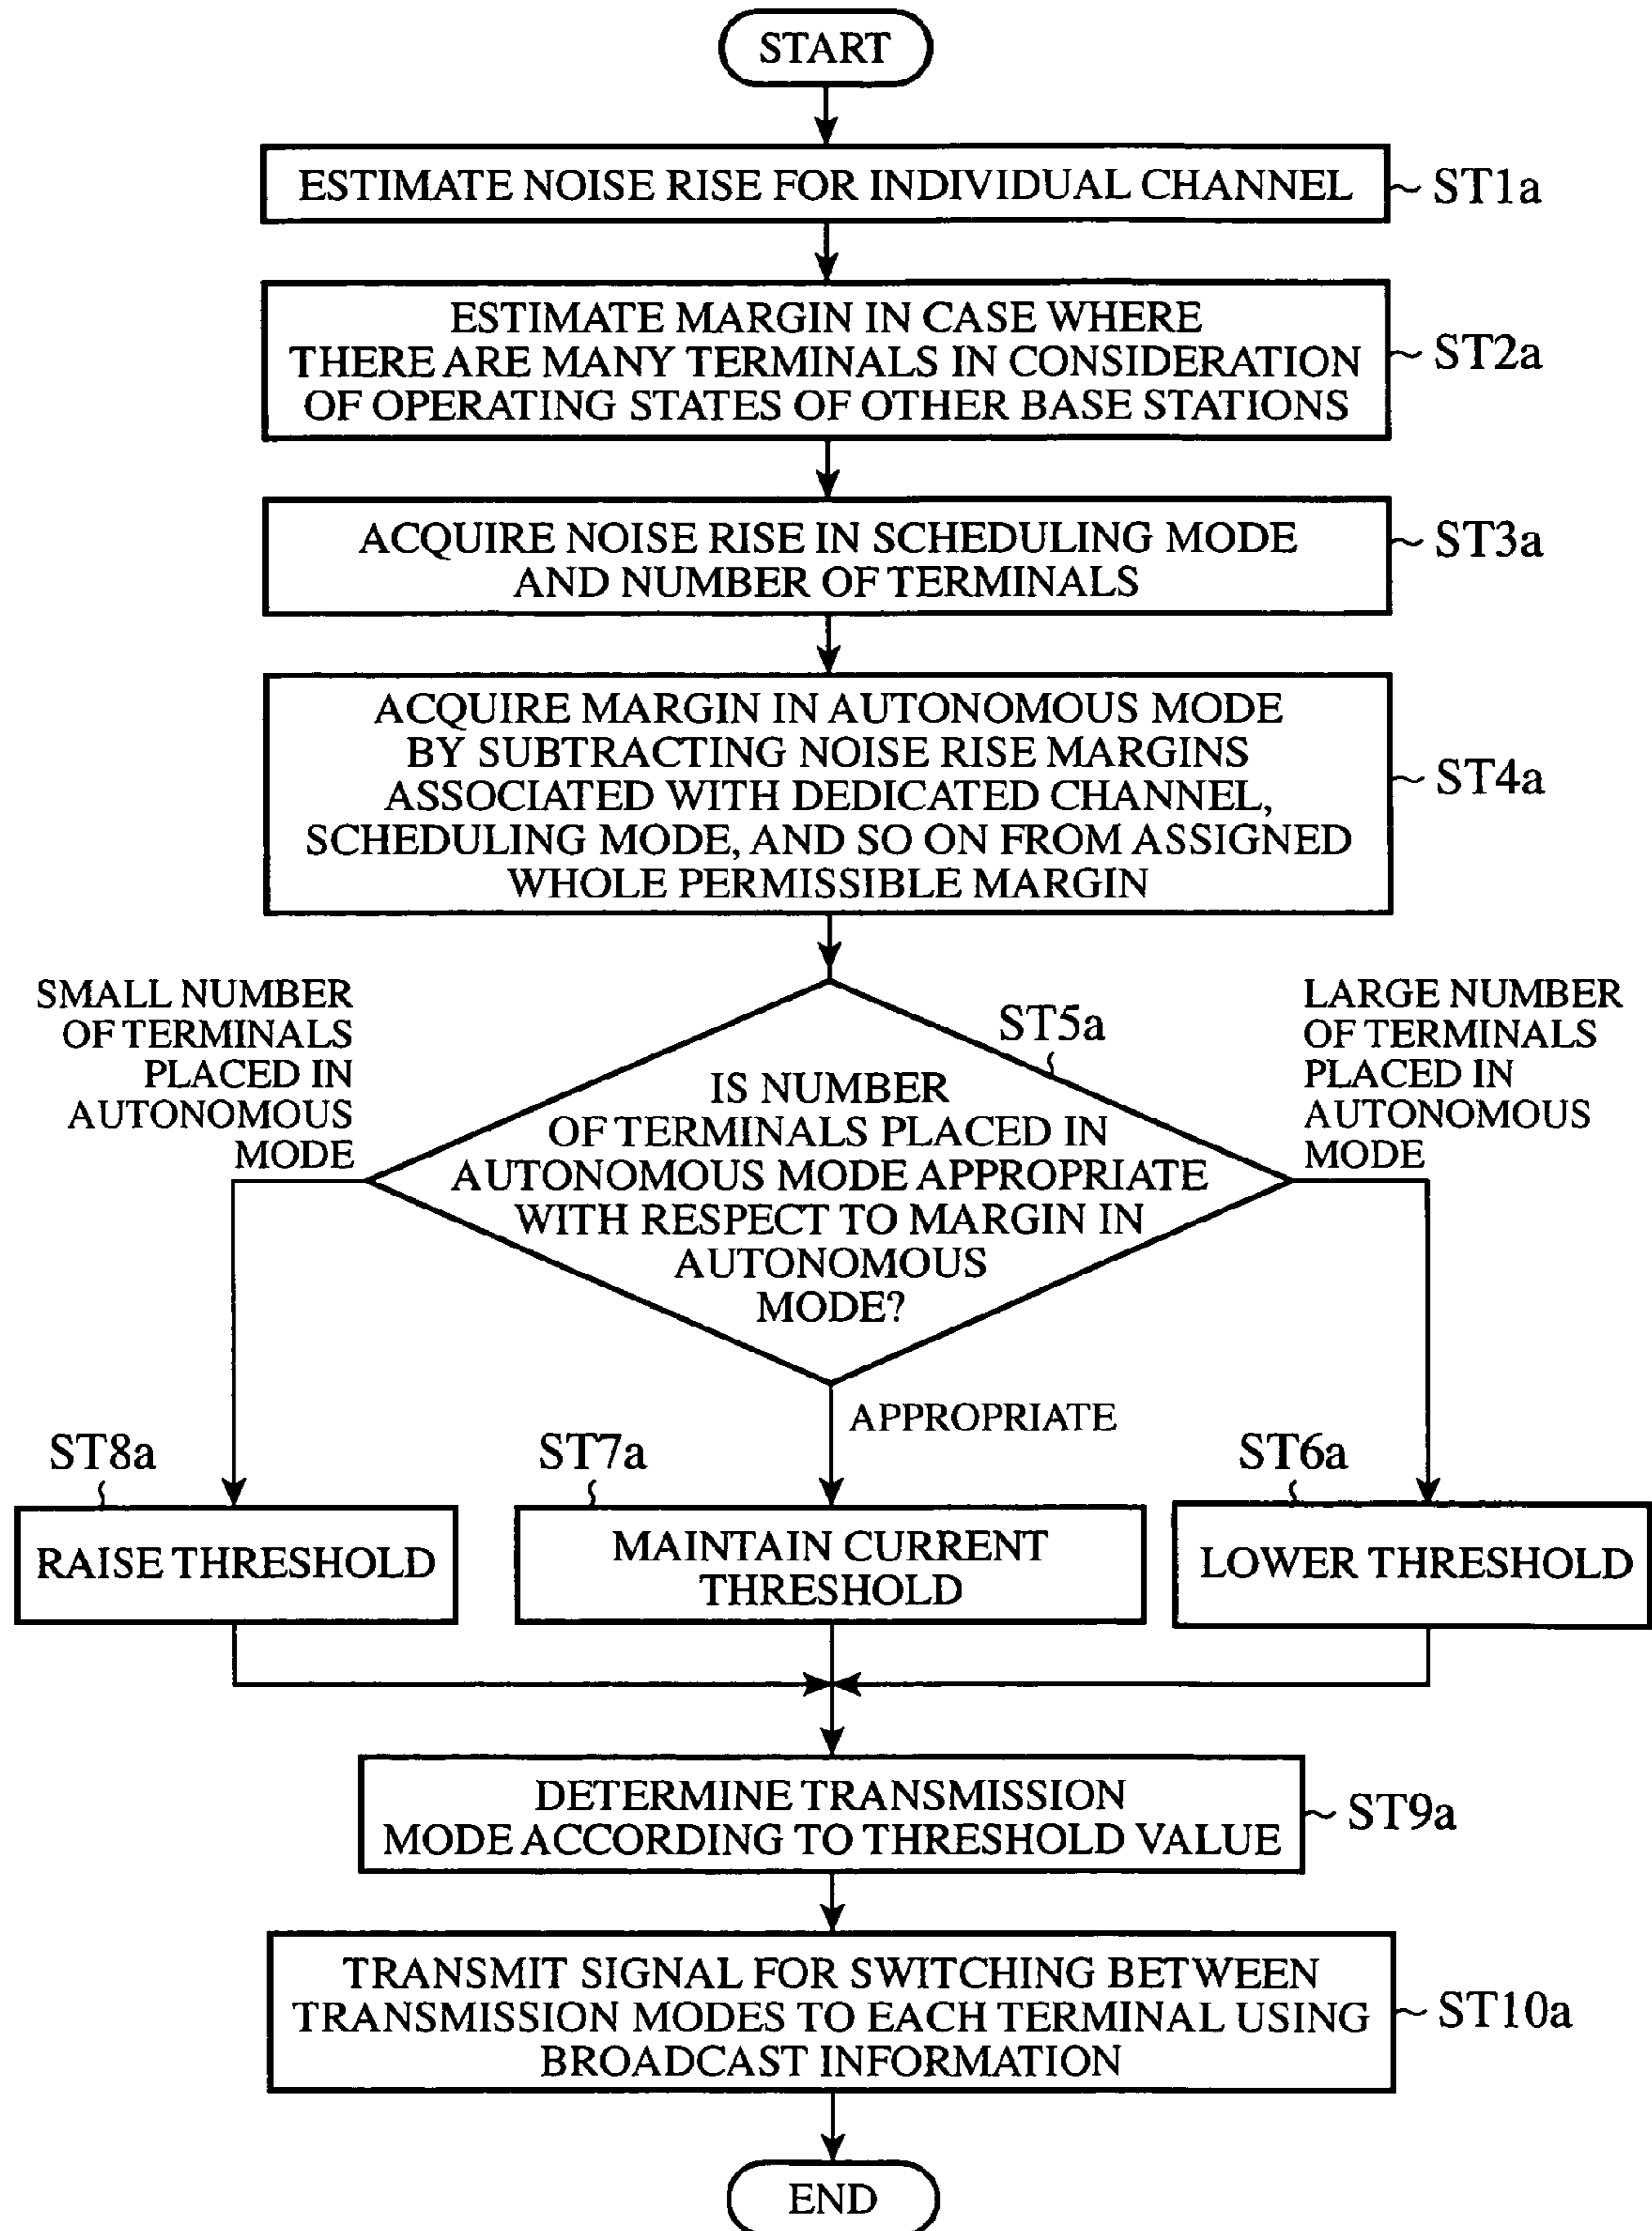 START
ESTIMATE NOISE RISE FOR INDIVIDUAL CHANNEL
ST1a
ESTIMATE MARGIN IN CASE WHERE
THERE ARE MANY TERMINALS IN CONSIDERATION
OF OPERATING STATES OF OTHER BASE STATIONS
ST2a
ACQUIRE NOISE RISE IN SCHEDULING MODE
AND NUMBER OF TERMINALS
ST3a
ACQUIRE MARGIN IN AUTONOMOUS MODE
BY SUBTRACTING NOISE RISE MARGINS
ASSOCIATED WITH DEDICATED CHANNEL,
SCHEDULING MODE, AND SO ON FROM ASSIGNED
WHOLE PERMISSIBLE MARGIN
ST4a
SMALL NUMBER
OF TERMINALS
PLACED IN
AUTONOMOUS
MODE
ST5a
IS NUMBER
OF TERMINALS PLACED IN
AUTONOMOUS MODE APPROPRIATE
WITH RESPECT TO MARGIN IN
AUTONOMOUS
MODE?
LARGE NUMBER
OF TERMINALS
PLACED IN
AUTONOMOUS
MODE
APPROPRIATE
ST8a
RAISE THRESHOLD
ST7a
MAINTAIN CURRENT
THRESHOLD
ST6a
LOWER THRESHOLD
DETERMINE TRANSMISSION
MODE ACCORDING TO THRESHOLD VALUE
ST9a
TRANSMIT SIGNAL FOR SWITCHING BETWEEN
TRANSMISSION MODES TO EACH TERMINAL USING
BROADCAST INFORMATION
ST10a
END